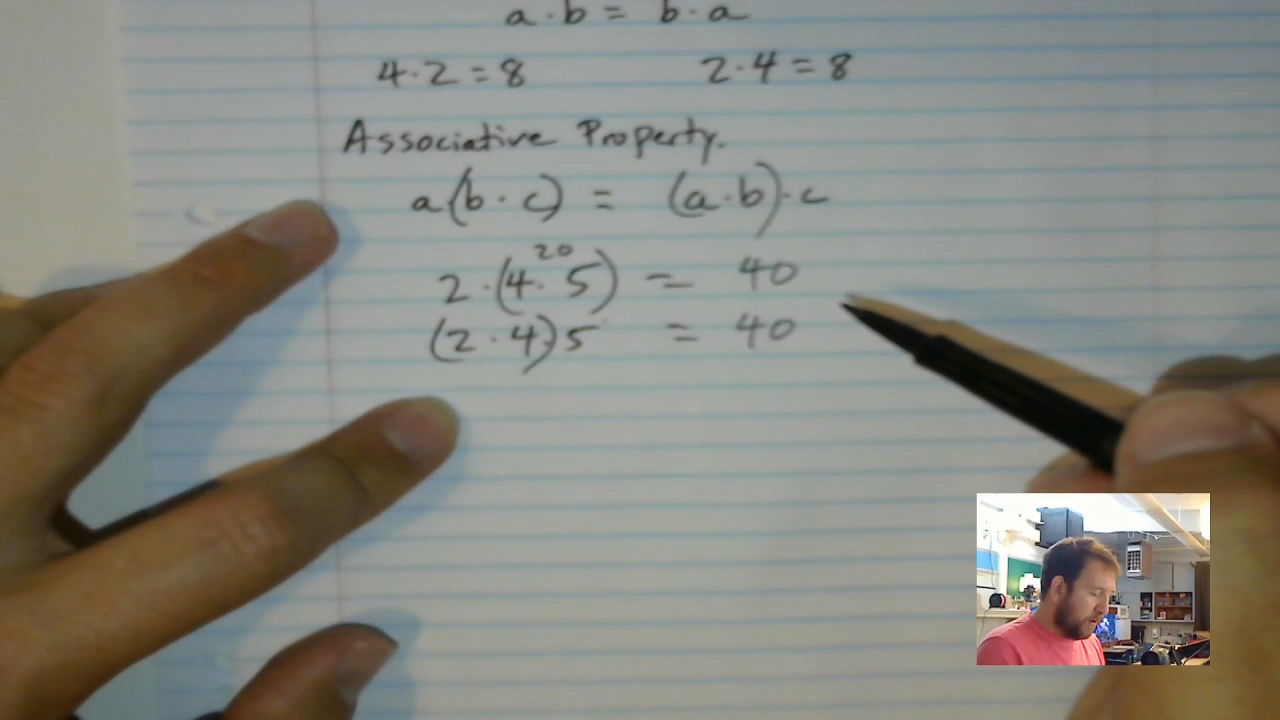 a · b = b · a
4 · 2 = 8 2 · 4 = 8
Associative Property.
a(b · c) = (a · b) · c
20
2 · (4 · 5) = 40
(2 · 4)5 = 40